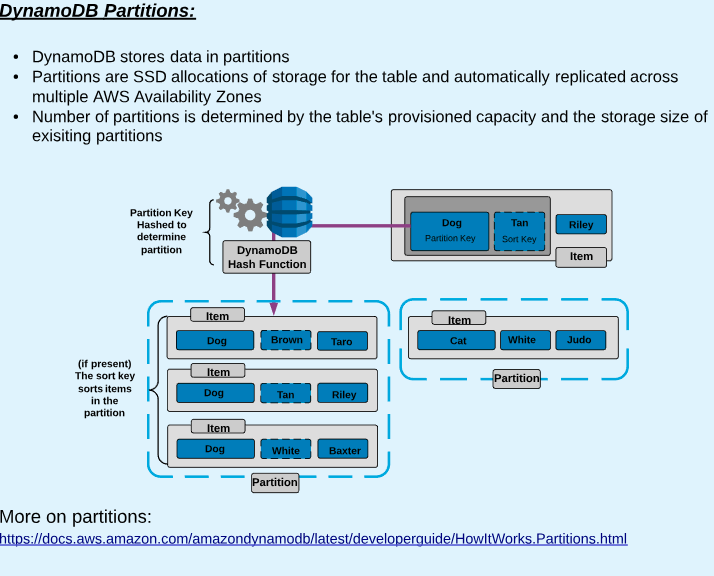 DynamoDB Partitions:
• DynamoDB stores data in partitions
• Partitions are SSD allocations of storage for the table and automatically replicated across
multiple AWS Availability Zones
• Number of partitions is determined by the table's provisioned capacity and the storage size of
exisiting partitions
Partition Key
Hashed to
determine
partition
DynamoDB
Hash Function
Dog
Partition Key
Tan
Sort Key
Riley
Item
(if present)
The sort key
sorts items
in the
partition
Item
Dog
Brown
Taro
Item
Dog
Tan
Riley
Item
Dog
White
Baxter
Partition
Item
Cat
White
Judo
Partition
More on partitions:
https://docs.aws.amazon.com/amazondynamodb/latest/developerguide/HowItWorks.Partitions.html